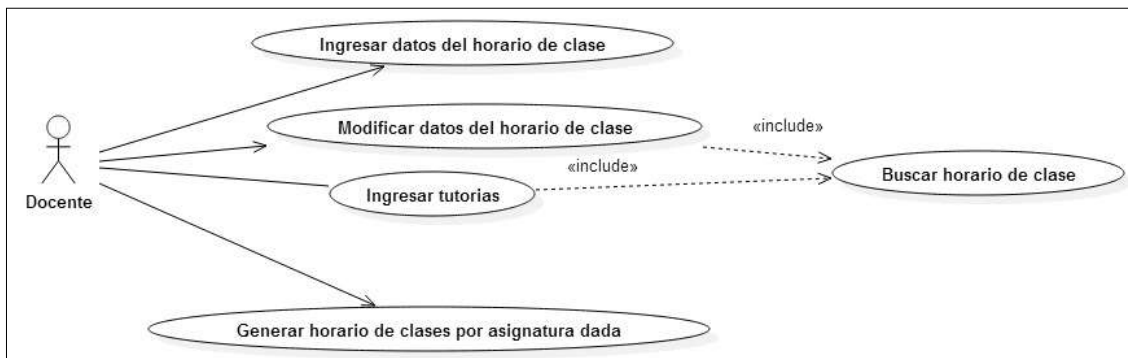 Ingresar datos del horario de clase
Modificar datos del horario de clase
«include»
«include»
Buscar horario de clase
Ingresar tutorias
Docente
Generar horario de clases por asignatura dada